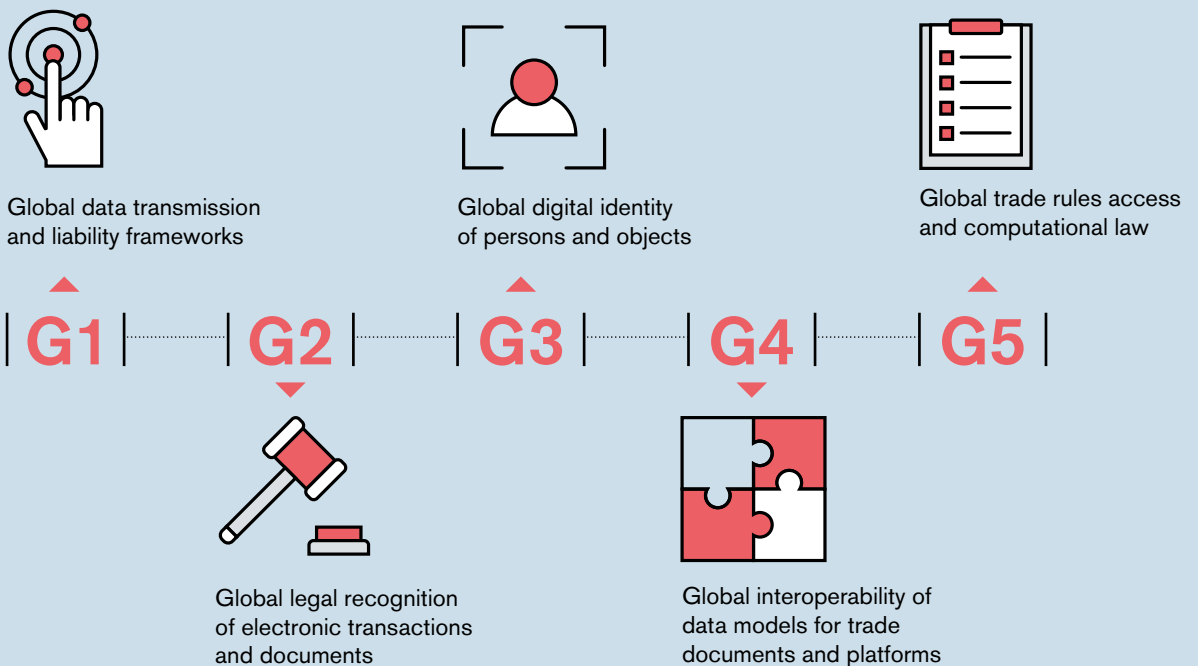 Global data transmission
and liability frameworks
Global digital identity
of persons and objects
Global trade rules access
and computational law
G1
G2
G3
G4
G5
Global legal recognition
of electronic transactions
and documents
Global interoperability of
data models for trade
documents and platforms